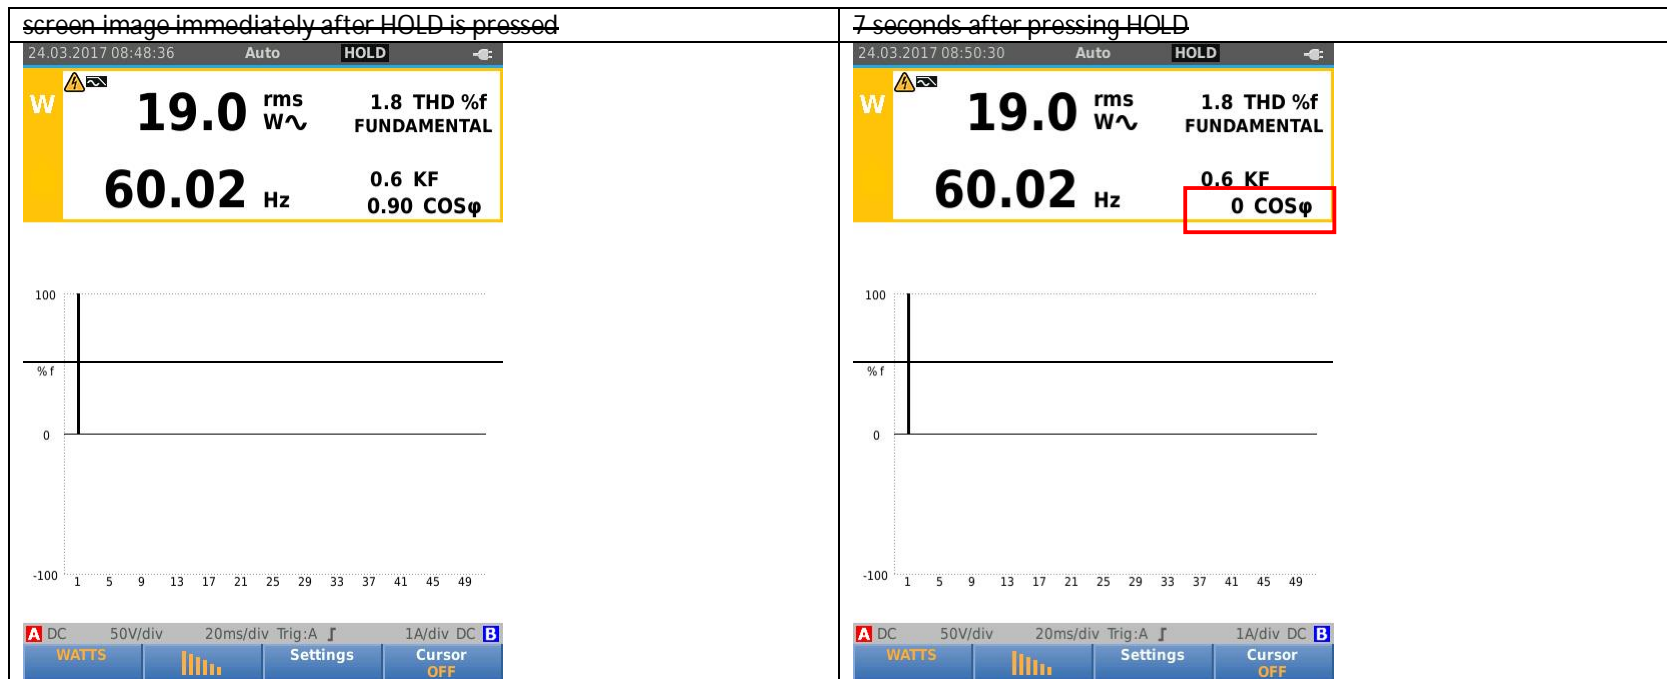 screen image immediately after HOLD is pressed
24.03.2017 08:48:36 Auto HOLD
W 19.0 rms W∿ 1.8 THD %f
FUNDAMENTAL
60.02 Hz 0.6 KF
0.90 COSφ
100
%f
0
-100
1 5 9 13 17 21 25 29 33 37 41 45 49
A DC 50V/div 20ms/div Trig:A 1A/div DC B
WATTS Settings Cursor
OFF
7 seconds after pressing HOLD
24.03.2017 08:50:30 Auto HOLD
W 19.0 rms W∿ 1.8 THD %f
FUNDAMENTAL
60.02 Hz 0.6 KF
0 COSφ
100
%f
0
-100
1 5 9 13 17 21 25 29 33 37 41 45 49
A DC 50V/div 20ms/div Trig:A 1A/div DC B
WATTS Settings Cursor
OFF